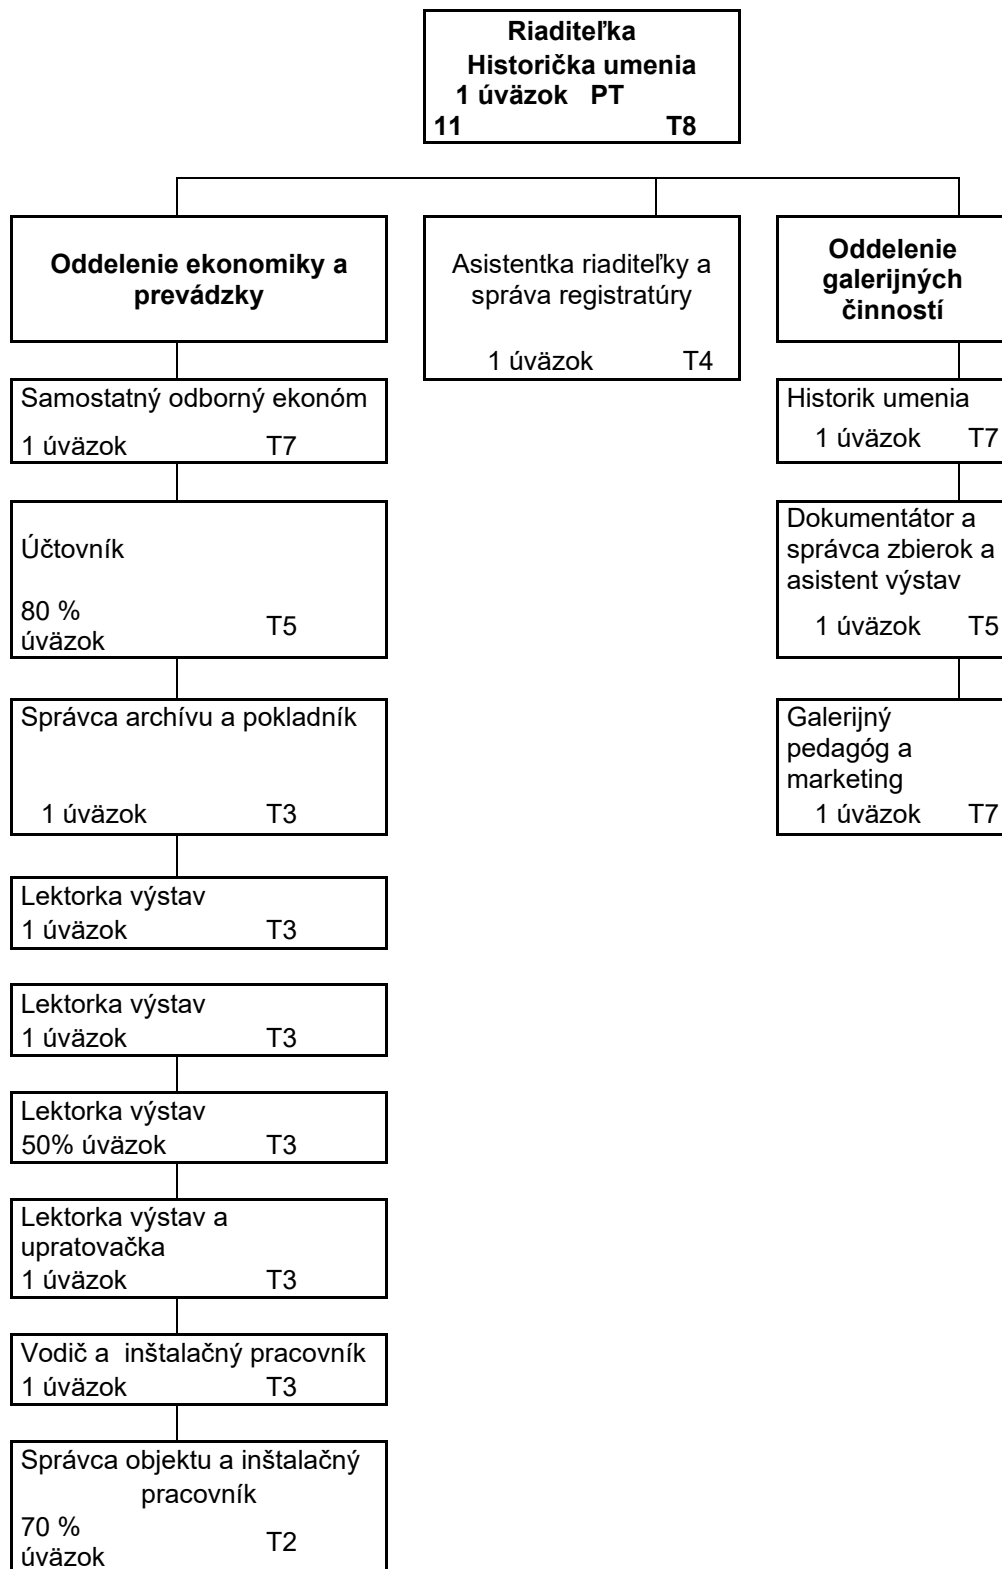 Riaditeľka
Historička umenia
1 úväzok PT
11 T8
Oddelenie ekonomiky a
prevádzky
Asistentka riaditeľky a
správa registratúry
1 úväzok T4
Oddelenie
galerijných
činností
Samostatný odborný ekonóm
1 úväzok T7
Historik umenia
1 úväzok T7
Účtovník
80 %
úväzok T5
Dokumentátor a
správca zbierok a
asistent výstav
1 úväzok T5
Správca archívu a pokladník
1 úväzok T3
Galerijný
pedagóg a
marketing
1 úväzok T7
Lektorka výstav
1 úväzok T3
Lektorka výstav
1 úväzok T3
Lektorka výstav
50% úväzok T3
Lektorka výstav a
upratovačka
1 úväzok T3
Vodič a inštalačný pracovník
1 úväzok T3
Správca objektu a inštalačný
pracovník
70 %
úväzok T2